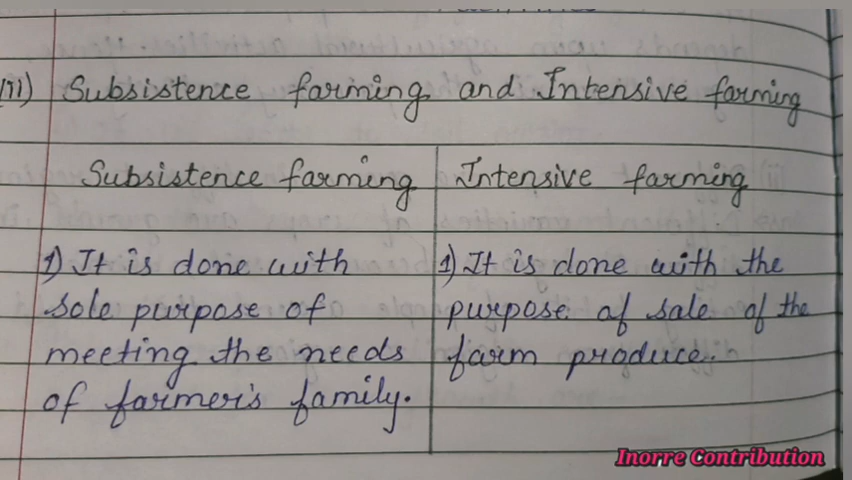 iii) Subsistence farming and Intensive farming
Subsistence farming
1) It is done with
sole purpose of
meeting the needs
of farmer's family.
Intensive farming
1) It is done with the
purpose of sale of the
farm produce.
Inorre Contribution